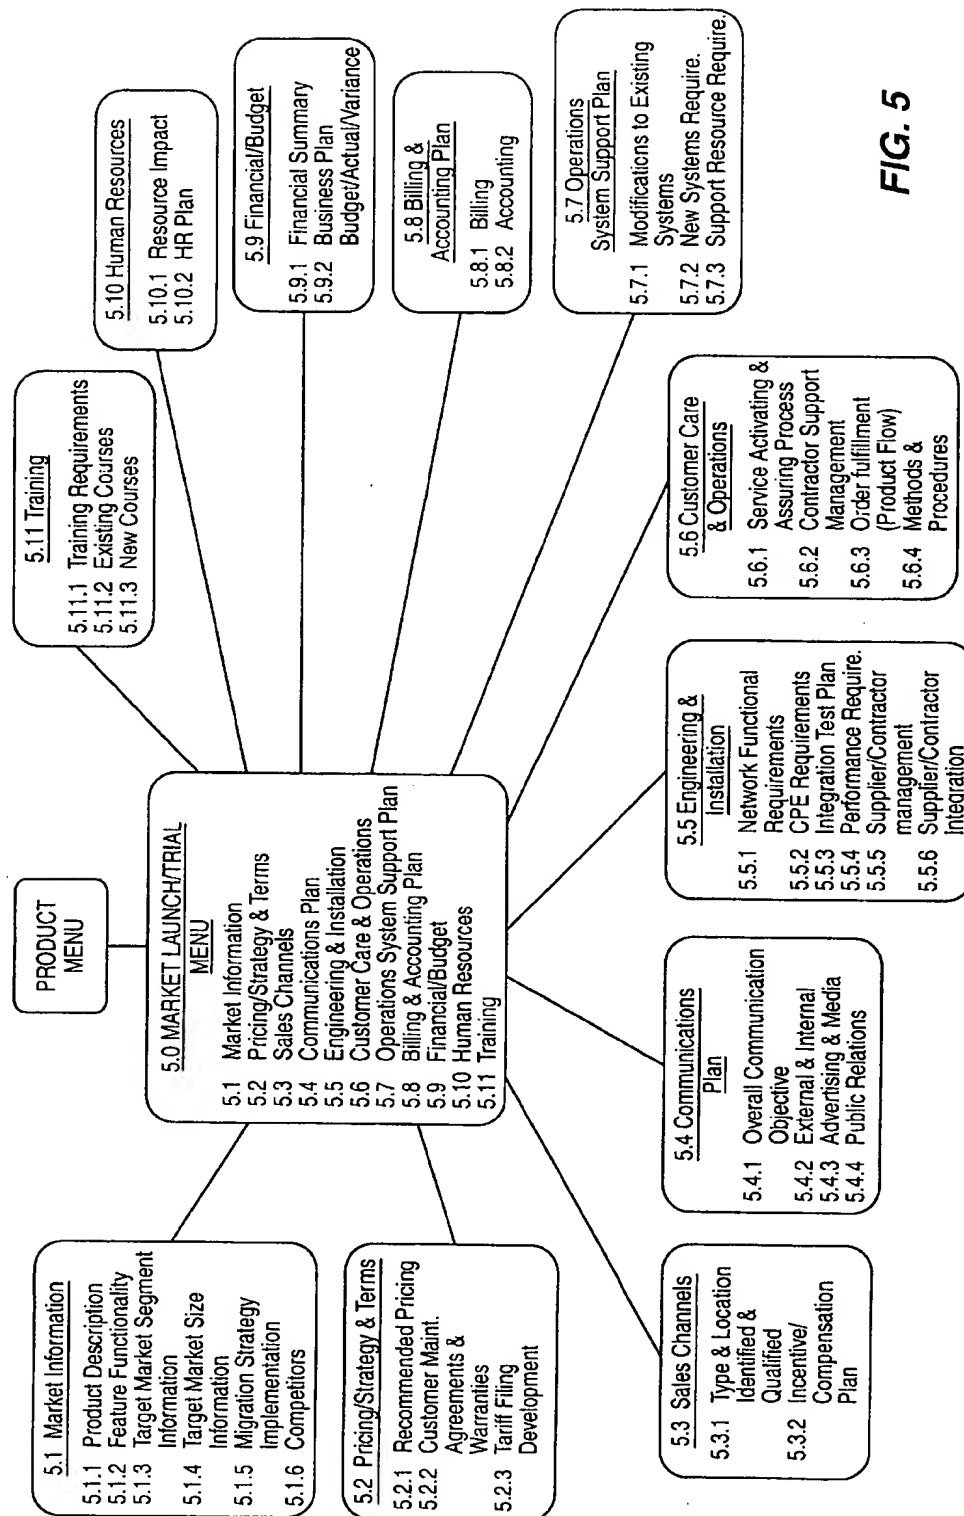 PRODUCT
MENU
5.0 MARKET LAUNCH/TRIAL
MENU
5.1 Market Information
5.2 Pricing/Strategy & Terms
5.3 Sales Channels
5.4 Communications Plan
5.5 Engineering & Installation
5.6 Customer Care & Operations
5.7 Operations System Support Plan
5.8 Billing & Accounting Plan
5.9 Financial/Budget
5.10 Human Resources
5.11 Training
5.1 Market Information
5.1.1 Product Description
5.1.2 Feature Functionality
5.1.3 Target Market Segment
Information
5.1.4 Target Market Size
Information
5.1.5 Migration Strategy
Implementation
5.1.6 Competitors
5.2 Pricing/Strategy & Terms
5.2.1 Recommended Pricing
5.2.2 Customer Maint.
Agreements &
Warranties
5.2.3 Tariff Filing
Development
5.3 Sales Channels
5.3.1 Type & Location
Identified &
Qualified
5.3.2 Incentive/
Compensation
Plan
5.4 Communications
Plan
5.4.1 Overall Communication
Objective
5.4.2 External & Internal
5.4.3 Advertising & Media
5.4.4 Public Relations
5.5 Engineering &
Installation
5.5.1 Network Functional
Requirements
5.5.2 CPE Requirements
5.5.3 Integration Test Plan
5.5.4 Performance Require.
5.5.5 Supplier/Contractor
management
5.5.6 Supplier/Contractor
Integration
5.6 Customer Care
& Operations
5.6.1 Service Activating &
Assuring Process
5.6.2 Contractor Support
Management
5.6.3 Order fulfillment
(Product Flow)
5.6.4 Methods &
Procedures
5.7 Operations
System Support Plan
5.7.1 Modifications to Existing
Systems
5.7.2 New Systems Require.
5.7.3 Support Resource Require.
5.8 Billing &
Accounting Plan
5.8.1 Billing
5.8.2 Accounting
5.9 Financial/Budget
5.9.1 Financial Summary
5.9.2 Business Plan
Budget/Actual/Variance
5.10 Human Resources
5.10.1 Resource Impact
5.10.2 HR Plan
5.11 Training
5.11.1 Training Requirements
5.11.2 Existing Courses
5.11.3 New Courses
FIG. 5